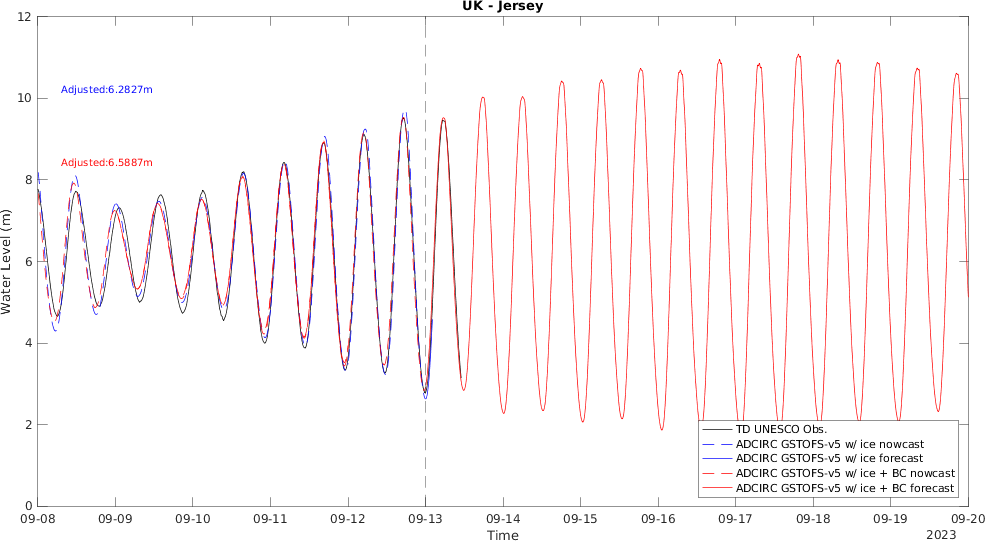 UK - Jersey
12
10
8
6
4
2
0
Water Level (m)
Adjusted:6.2827m
Adjusted:6.5887m
TD UNESCO Obs.
ADCIRC GSTOFS-v5 w/ ice nowcast
ADCIRC GSTOFS-v5 w/ ice forecast
ADCIRC GSTOFS-v5 w/ ice + BC nowcast
ADCIRC GSTOFS-v5 w/ ice + BC forecast
09-08 09-09 09-10 09-11 09-12 09-13 09-14 09-15 09-16 09-17 09-18 09-19 09-20
Time
2023